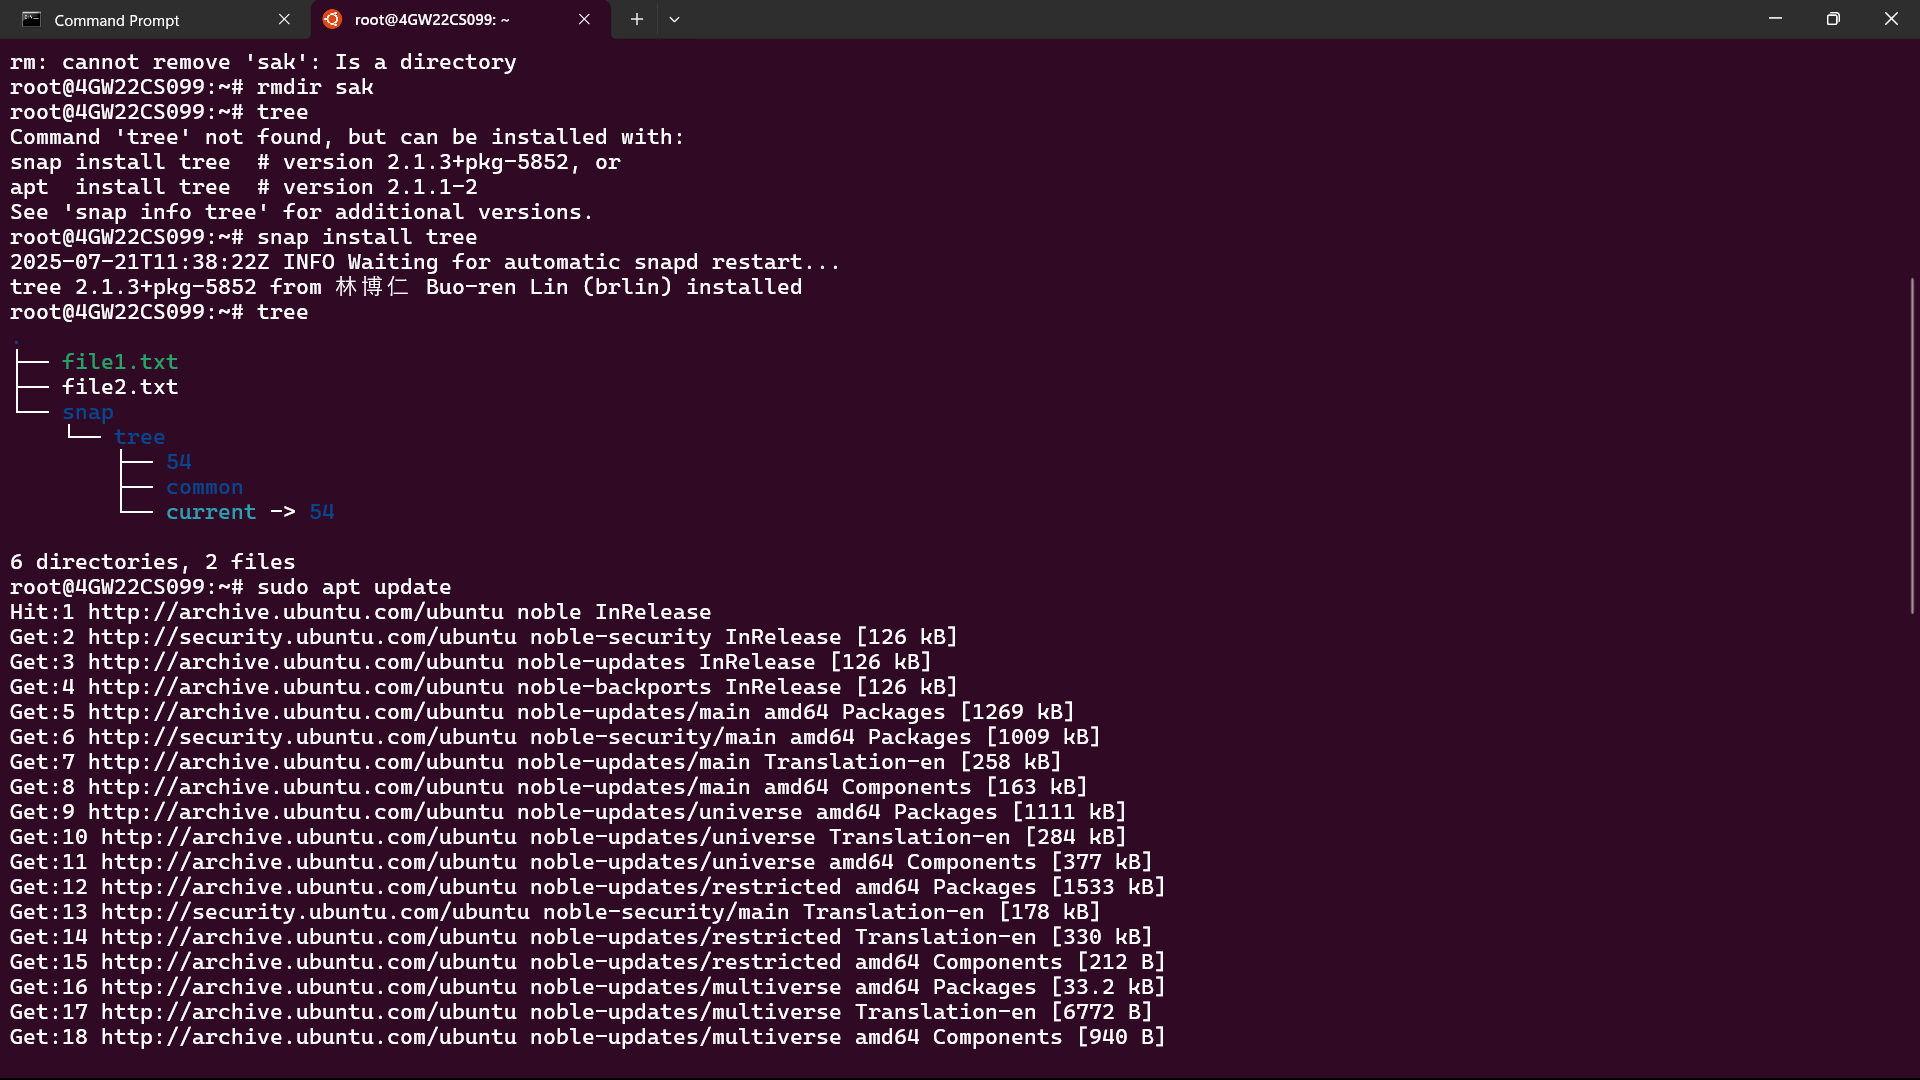 Command Prompt
root@4GW22CS099: ~
rm: cannot remove 'sak': Is a directory
root@4GW22CS099:~# rmdir sak
root@4GW22CS099:~# tree
Command 'tree' not found, but can be installed with:
snap install tree  # version 2.1.3+pkg-5852, or
apt  install tree  # version 2.1.1-2
See 'snap info tree' for additional versions.
root@4GW22CS099:~# snap install tree
2025-07-21T11:38:22Z INFO Waiting for automatic snapd restart...
tree 2.1.3+pkg-5852 from 林博仁 Buo-ren Lin (brlin) installed
root@4GW22CS099:~# tree
.
├── file1.txt
├── file2.txt
└── snap
    └── tree
        ├── 54
        ├── common
        └── current -> 54
6 directories, 2 files
root@4GW22CS099:~# sudo apt update
Hit:1 http://archive.ubuntu.com/ubuntu noble InRelease
Get:2 http://security.ubuntu.com/ubuntu noble-security InRelease [126 kB]
Get:3 http://archive.ubuntu.com/ubuntu noble-updates InRelease [126 kB]
Get:4 http://archive.ubuntu.com/ubuntu noble-backports InRelease [126 kB]
Get:5 http://archive.ubuntu.com/ubuntu noble-updates/main amd64 Packages [1269 kB]
Get:6 http://security.ubuntu.com/ubuntu noble-security/main amd64 Packages [1009 kB]
Get:7 http://archive.ubuntu.com/ubuntu noble-updates/main Translation-en [258 kB]
Get:8 http://archive.ubuntu.com/ubuntu noble-updates/main amd64 Components [163 kB]
Get:9 http://archive.ubuntu.com/ubuntu noble-updates/universe amd64 Packages [1111 kB]
Get:10 http://archive.ubuntu.com/ubuntu noble-updates/universe Translation-en [284 kB]
Get:11 http://archive.ubuntu.com/ubuntu noble-updates/universe amd64 Components [377 kB]
Get:12 http://archive.ubuntu.com/ubuntu noble-updates/restricted amd64 Packages [1533 kB]
Get:13 http://security.ubuntu.com/ubuntu noble-security/main Translation-en [178 kB]
Get:14 http://archive.ubuntu.com/ubuntu noble-updates/restricted Translation-en [330 kB]
Get:15 http://archive.ubuntu.com/ubuntu noble-updates/restricted amd64 Components [212 B]
Get:16 http://archive.ubuntu.com/ubuntu noble-updates/multiverse amd64 Packages [33.2 kB]
Get:17 http://archive.ubuntu.com/ubuntu noble-updates/multiverse Translation-en [6772 B]
Get:18 http://archive.ubuntu.com/ubuntu noble-updates/multiverse amd64 Components [940 B]